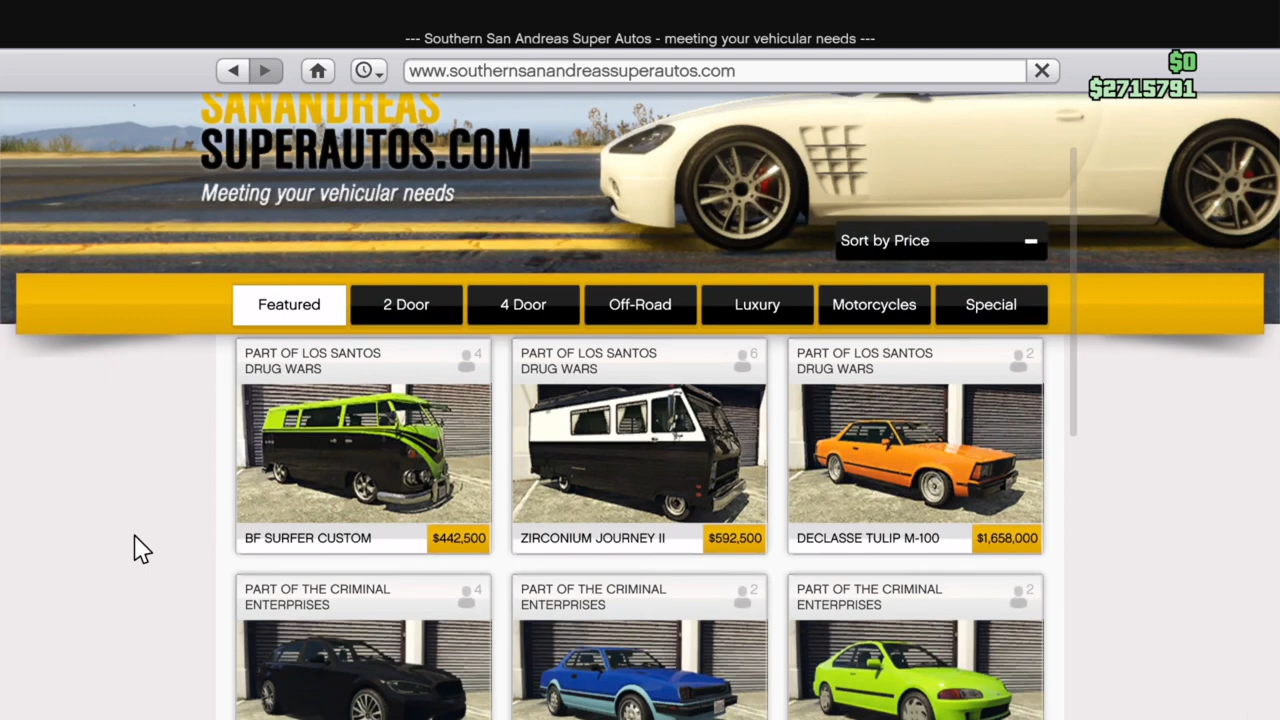 --- Southern San Andreas Super Autos - meeting your vehicular needs ---
www.southernsanandreassuperautos.com
$0
$2715791
SANANDREAS
SUPERAUTOS.COM
Meeting your vehicular needs
Sort by Price
Featured
2 Door
4 Door
Off-Road
Luxury
Motorcycles
Special
PART OF LOS SANTOS
DRUG WARS
4
BF SURFER CUSTOM
$442,500
PART OF LOS SANTOS
DRUG WARS
6
ZIRCONIUM JOURNEY II
$592,500
PART OF LOS SANTOS
DRUG WARS
2
DECLASSE TULIP M-100
$1,658,000
PART OF THE CRIMINAL
ENTERPRISES
4
PART OF THE CRIMINAL
ENTERPRISES
2
PART OF THE CRIMINAL
ENTERPRISES
2